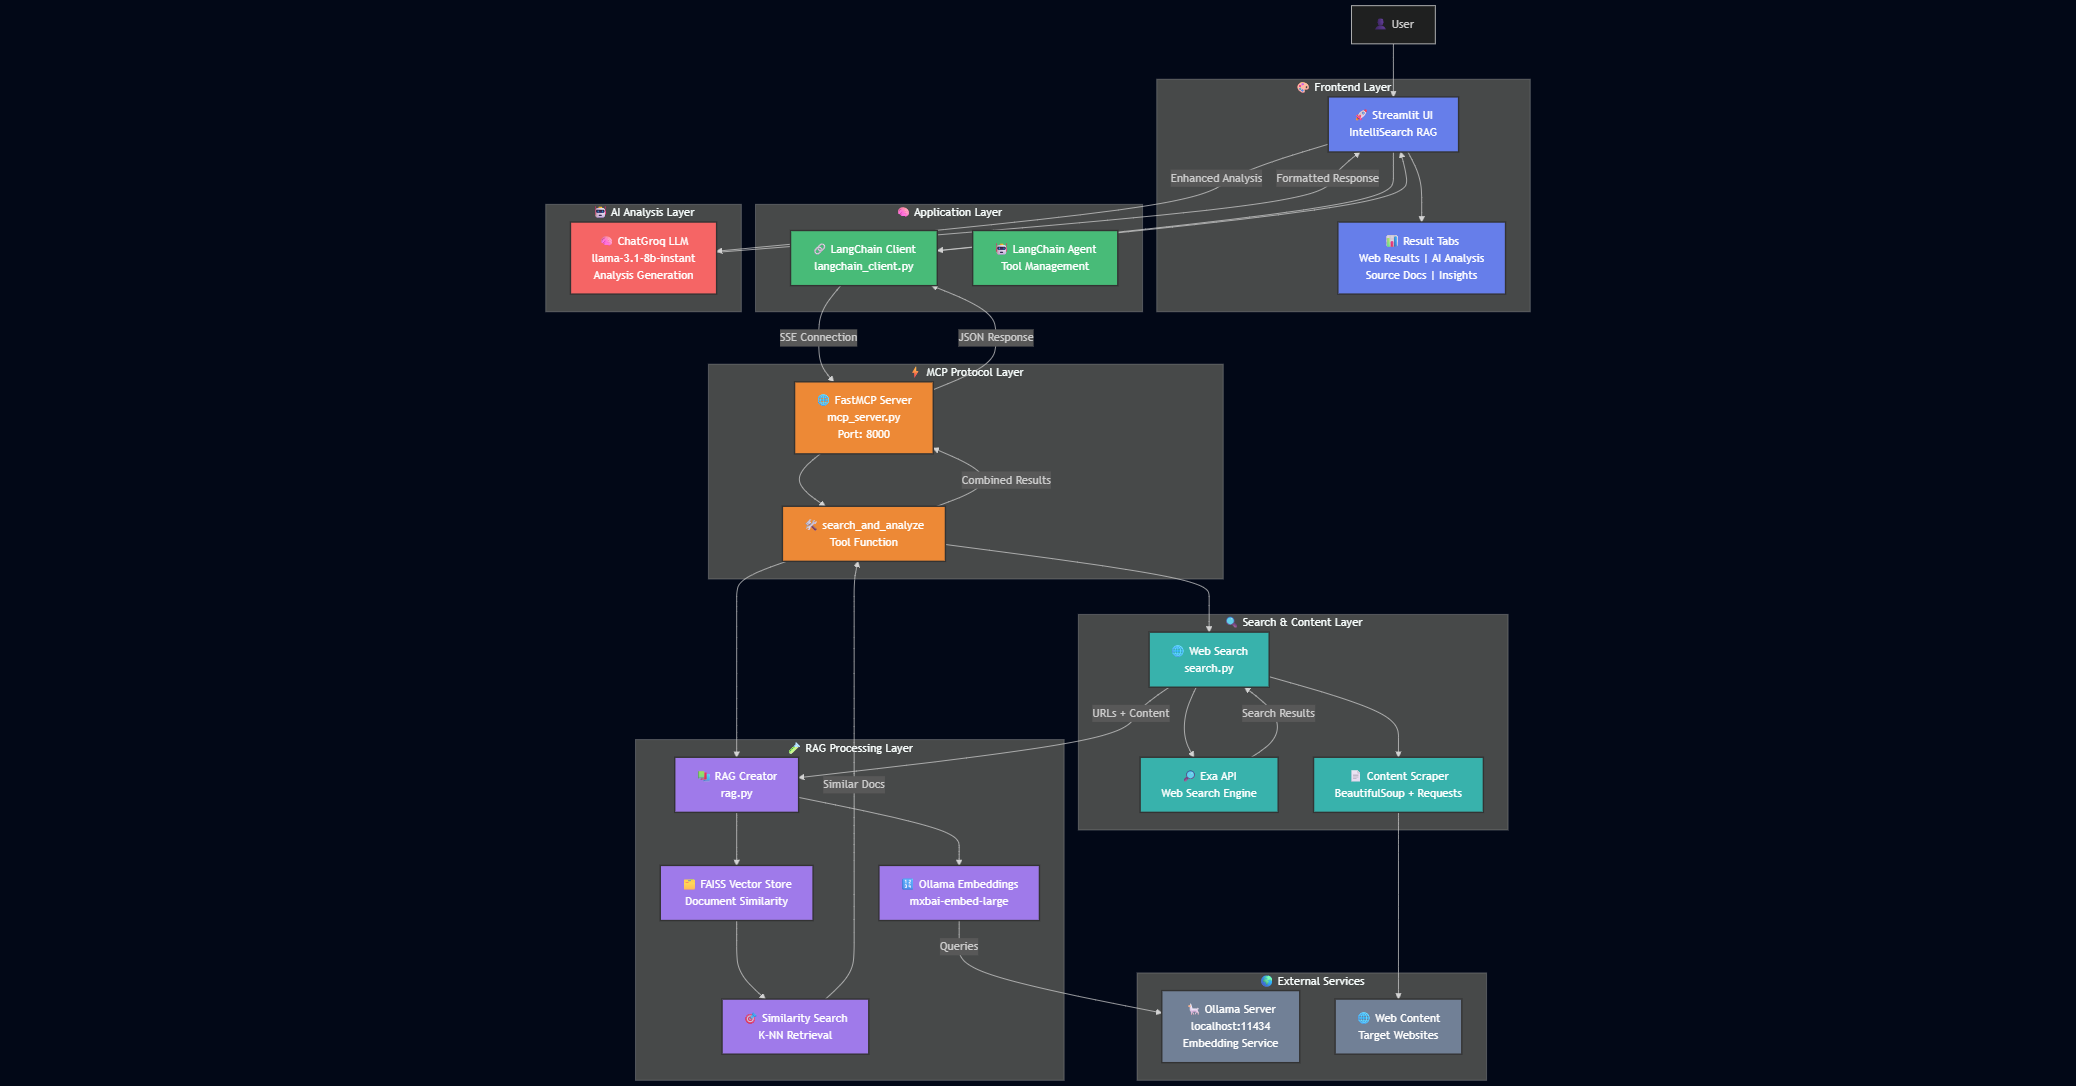 User
Frontend Layer
Streamlit UI
IntelliSearch RAG
Enhanced Analysis
Formatted Response
AI Analysis Layer
ChatGroq LLM
llama-3.1-8b-instant
Analysis Generation
Application Layer
LangChain Client
langchain_client.py
LangChain Agent
Tool Management
Result Tabs
Web Results | AI Analysis
Source Docs | Insights
SSE Connection
JSON Response
MCP Protocol Layer
FastMCP Server
mcp_server.py
Port: 8000
Combined Results
search_and_analyze
Tool Function
Search & Content Layer
Web Search
search.py
URLs + Content
Search Results
Exa API
Web Search Engine
Content Scraper
BeautifulSoup + Requests
RAG Processing Layer
RAG Creator
rag.py
Similar Docs
FAISS Vector Store
Document Similarity
Ollama Embeddings
mxbai-embed-large
Queries
Similarity Search
K-NN Retrieval
External Services
Ollama Server
localhost:11434
Embedding Service
Web Content
Target Websites